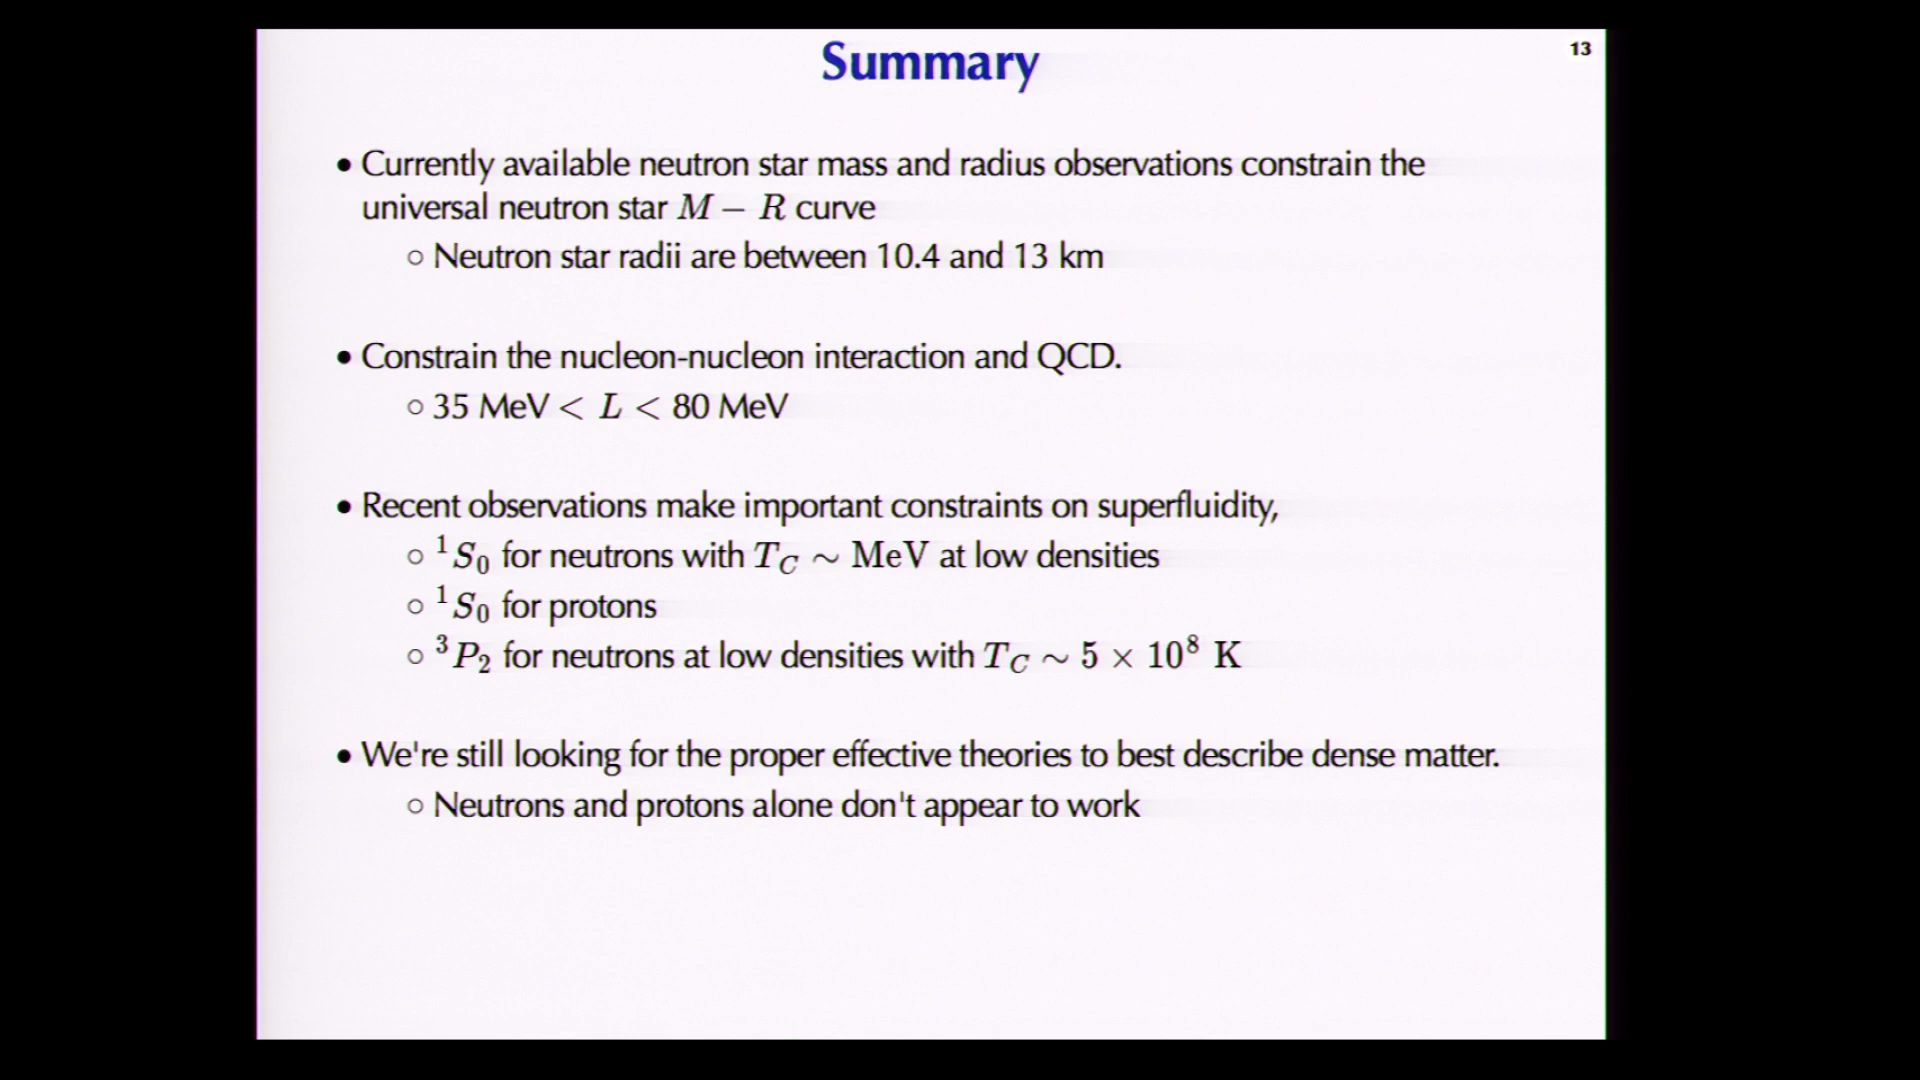 Summary
13
• Currently available neutron star mass and radius observations constrain the
universal neutron star M − R curve
○ Neutron star radii are between 10.4 and 13 km
• Constrain the nucleon-nucleon interaction and QCD.
○ 35 MeV < L < 80 MeV
• Recent observations make important constraints on superfluidity,
○ ¹S₀ for neutrons with T_C ∼ MeV at low densities
○ ¹S₀ for protons
○ ³P₂ for neutrons at low densities with T_C ∼ 5 × 10⁸ K
• We're still looking for the proper effective theories to best describe dense matter.
○ Neutrons and protons alone don't appear to work